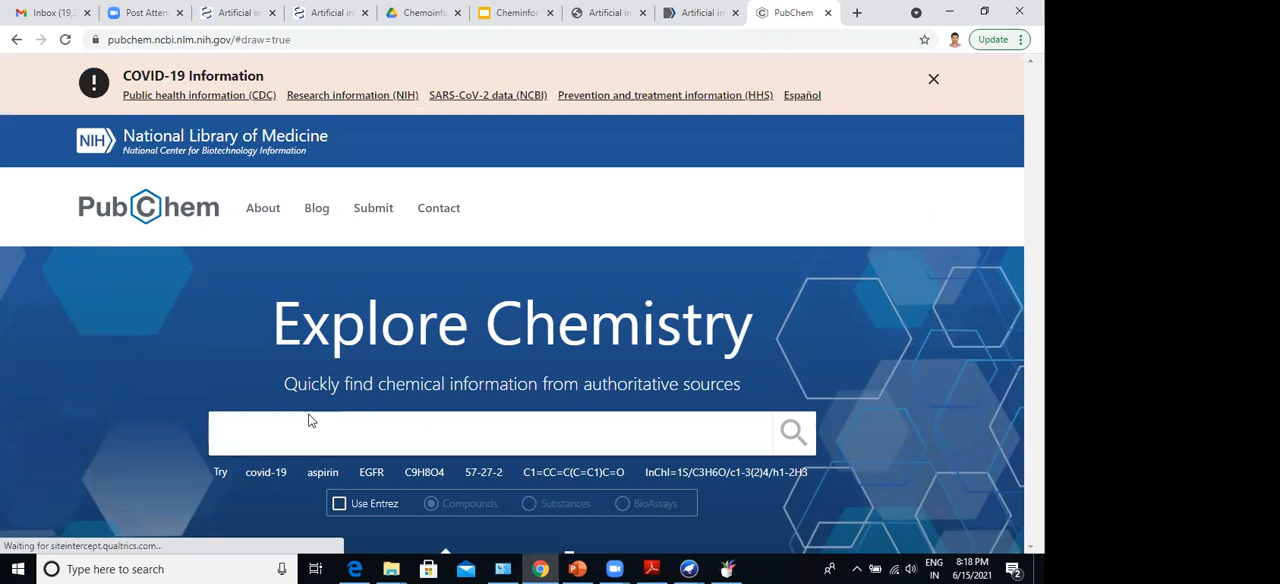 Inbox (19, Post Atten Artificial in Artificial in Chemoinf Cheminfor Artificial in Artificial in PubChem
pubchem.ncbi.nlm.nih.gov/#draw=true Update
COVID-19 Information
Public health information (CDC) Research information (NIH) SARS-CoV-2 data (NCBI) Prevention and treatment information (HHS) Español
NIH National Library of Medicine
National Center for Biotechnology Information
PubChem About Blog Submit Contact
Explore Chemistry
Quickly find chemical information from authoritative sources
Try covid-19 aspirin EGFR C9H8O4 57-27-2 C1=CC=C(C=C1)C=O InChI=1S/C3H6O/c1-3(2)4/h1-2H3
Use Entrez Compounds Substances BioAssays
Waiting for siteintercept.qualtrics.com...
Type here to search
ENG 8:18 PM
IN 6/15/2021 2